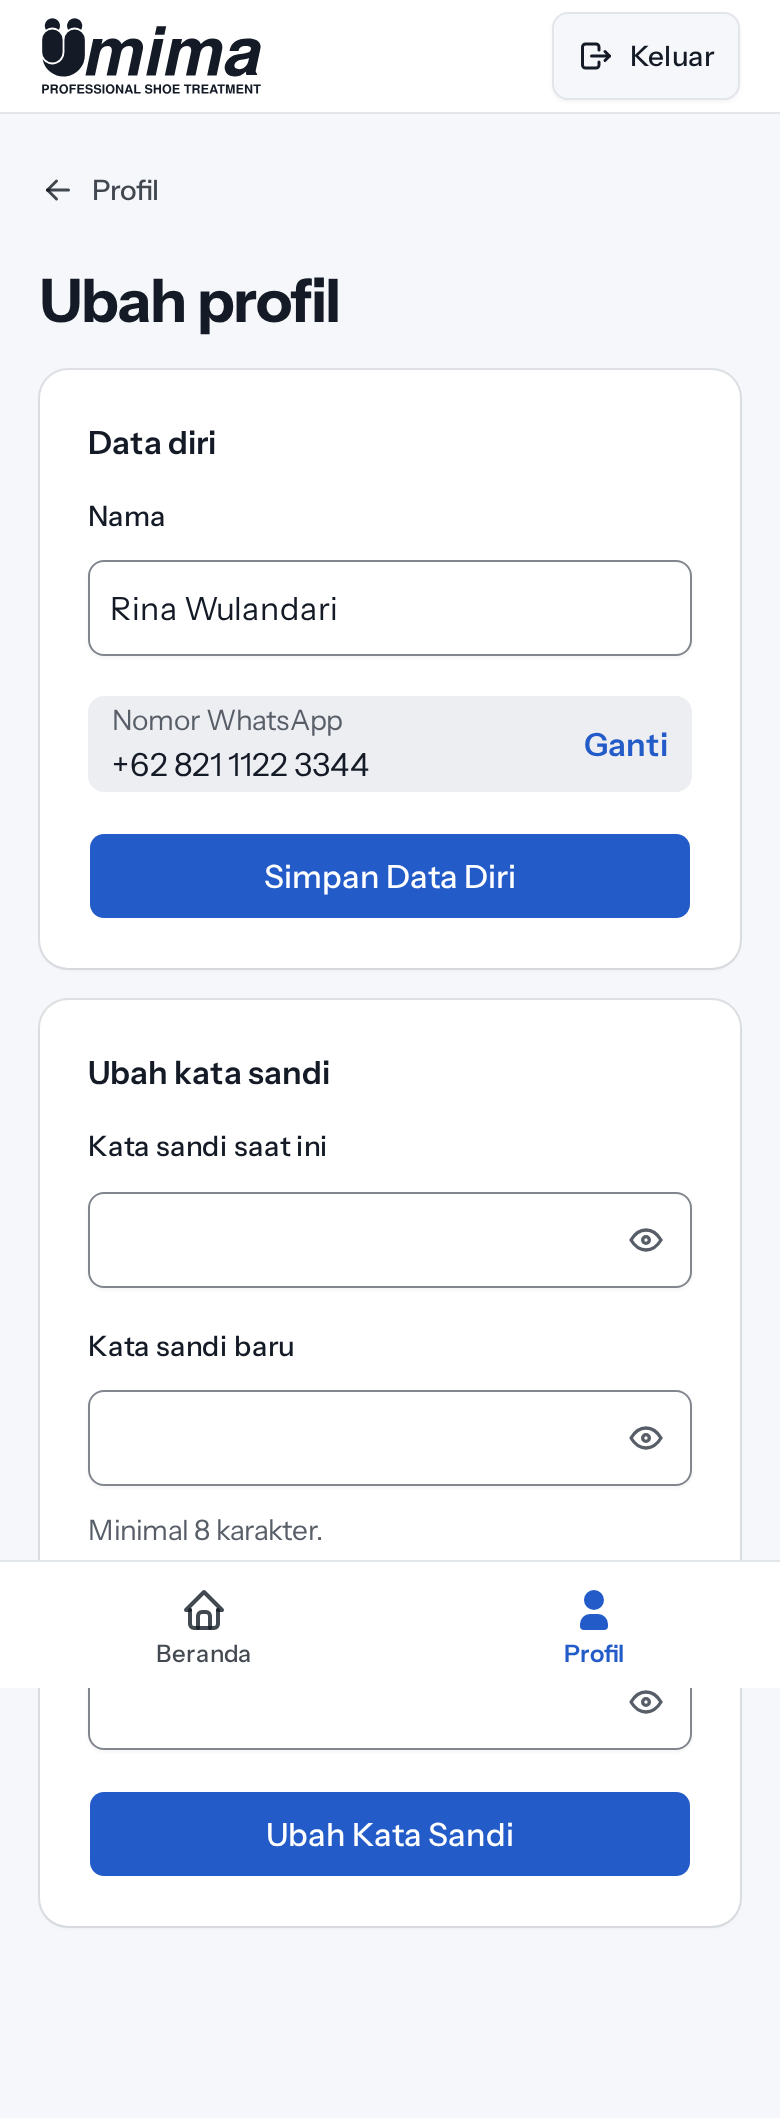 Ümima
PROFESSIONAL SHOE TREATMENT
Keluar
Profil
Ubah profil
Data diri
Nama
Rina Wulandari
Nomor WhatsApp
+62 821 1122 3344
Ganti
Simpan Data Diri
Ubah kata sandi
Kata sandi saat ini
Kata sandi baru
Minimal 8 karakter.
Beranda
Profil
Ubah Kata Sandi